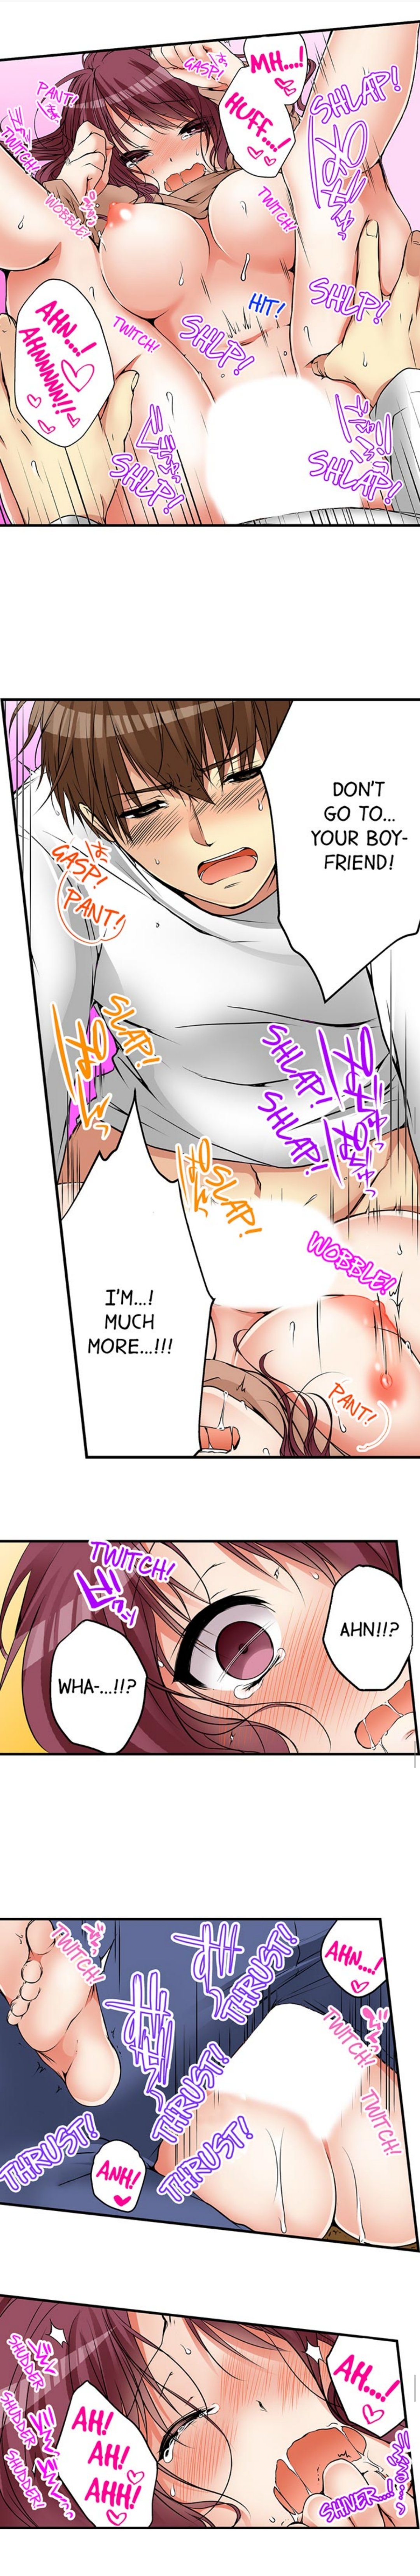 GASP!
MH...!
HUFF...!
PANT!
SHLAP!
TWITCH!
WOBBLE!
TWITCH!
HIT!
SHLP!
AHN...!
AHNNNNN!!
TWITCH!
SHLP!
SHLP!
SHLAP!
DON'T
GO TO...
YOUR BOY-
FRIEND!
GASP!
PANT!
SLAP!
SHLAP!
SHLAP!
SLAP!
WOBBLE!
I'M...!
MUCH
MORE...!!!
PANT!
TWITCH!
AHN!!?
WHA-...!!?
AHN...!
TWITCH!
THRUST!
TWITCH!
TWITCH!
THRUST!
THRUST!
THRUST!
ANH!
AH...!
SHUDDER
SHUDDER
SHUDDER!
AH!
AH!
AHH!
SHIVER...!